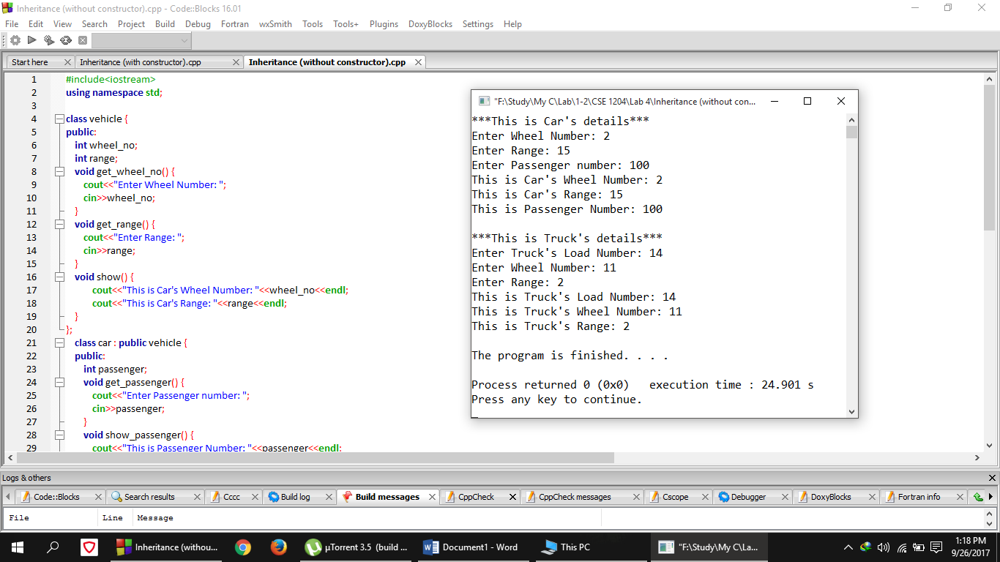 Inheritance (without constructor).cpp - Code::Blocks 16.01
File Edit View Search Project Build Debug Fortran wxSmith Tools Tools+ Plugins DoxyBlocks Settings Help
Start here Inheritance (with constructor).cpp Inheritance (without constructor).cpp
1 #include<iostream>
2 using namespace std;
3
4 class vehicle {
5 public:
6 int wheel_no;
7 int range;
8 void get_wheel_no() {
9 cout<<"Enter Wheel Number: ";
10 cin>>wheel_no;
11 }
12 void get_range() {
13 cout<<"Enter Range: ";
14 cin>>range;
15 }
16 void show() {
17 cout<<"This is Car's Wheel Number: "<<wheel_no<<endl;
18 cout<<"This is Car's Range: "<<range<<endl;
19 }
20 };
21 class car : public vehicle {
22 public:
23 int passenger;
24 void get_passenger() {
25 cout<<"Enter Passenger number: ";
26 cin>>passenger;
27 }
28 void show_passenger() {
29 cout<<"This is Passenger Number: "<<passenger<<endl;
"F:\Study\My C\Lab\1-2\CSE 1204\Lab 4\Inheritance (without con...
***This is Car's details***
Enter Wheel Number: 2
Enter Range: 15
Enter Passenger number: 100
This is Car's Wheel Number: 2
This is Car's Range: 15
This is Passenger Number: 100
***This is Truck's details***
Enter Truck's Load Number: 14
Enter Wheel Number: 11
Enter Range: 2
This is Truck's Load Number: 14
This is Truck's Wheel Number: 11
This is Truck's Range: 2
The program is finished. . . .
Process returned 0 (0x0)   execution time : 24.901 s
Press any key to continue.
Logs & others
Code::Blocks Search results Cccc Build log Build messages CppCheck CppCheck messages Cscope Debugger DoxyBlocks Fortran info
File Line Message
Inheritance (withou... µTorrent 3.5 (build ... Document1 - Word This PC "F:\Study\My C\La... 1:18 PM
9/26/2017